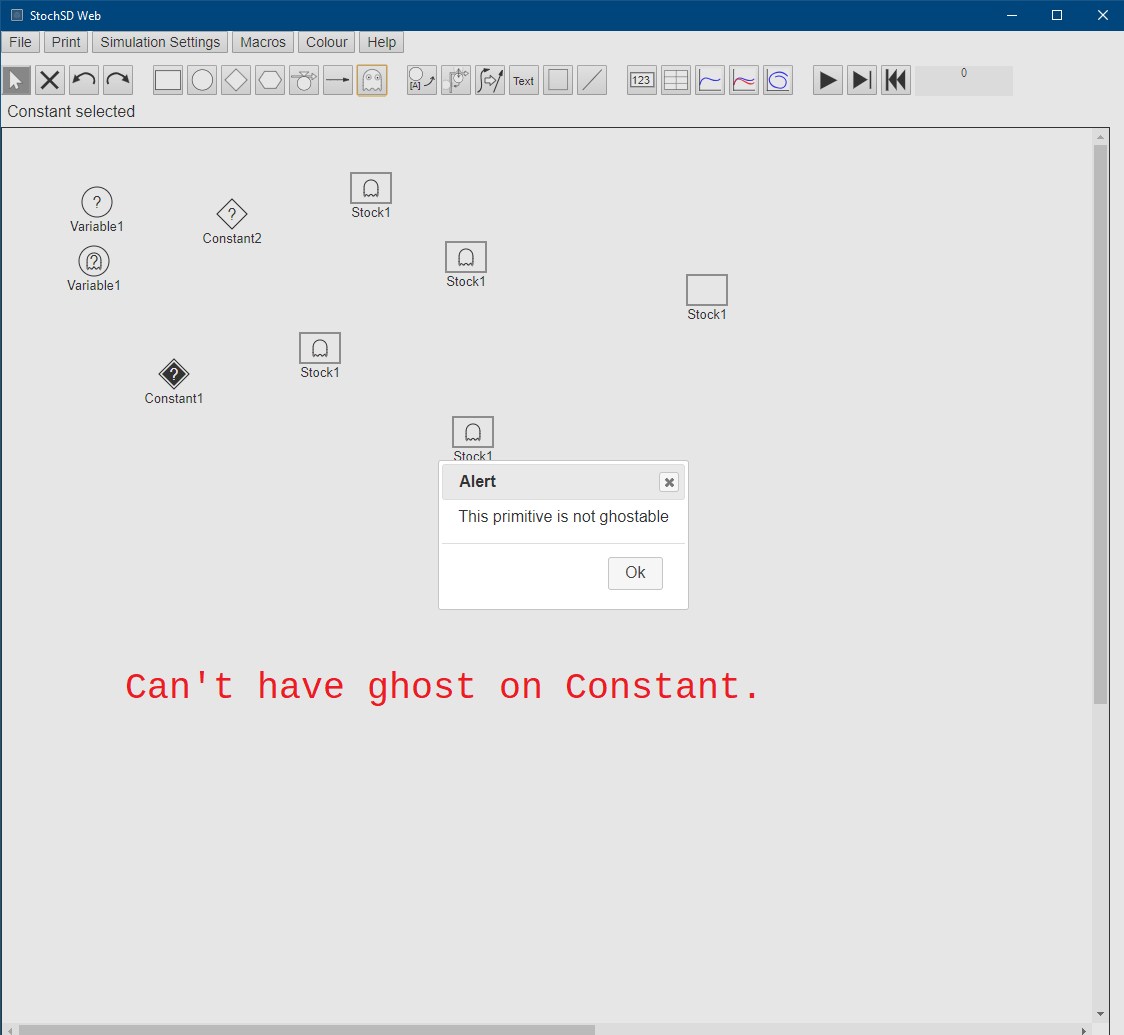 StochSD Web
File Print Simulation Settings Macros Colour Help
[A] Text 123 0
Constant selected
?
Variable1
?
Constant2
Stock1
?
Variable1
Stock1
Stock1
Stock1
?
Constant1
Stock1
Alert
This primitive is not ghostable
Ok
Can't have ghost on Constant.